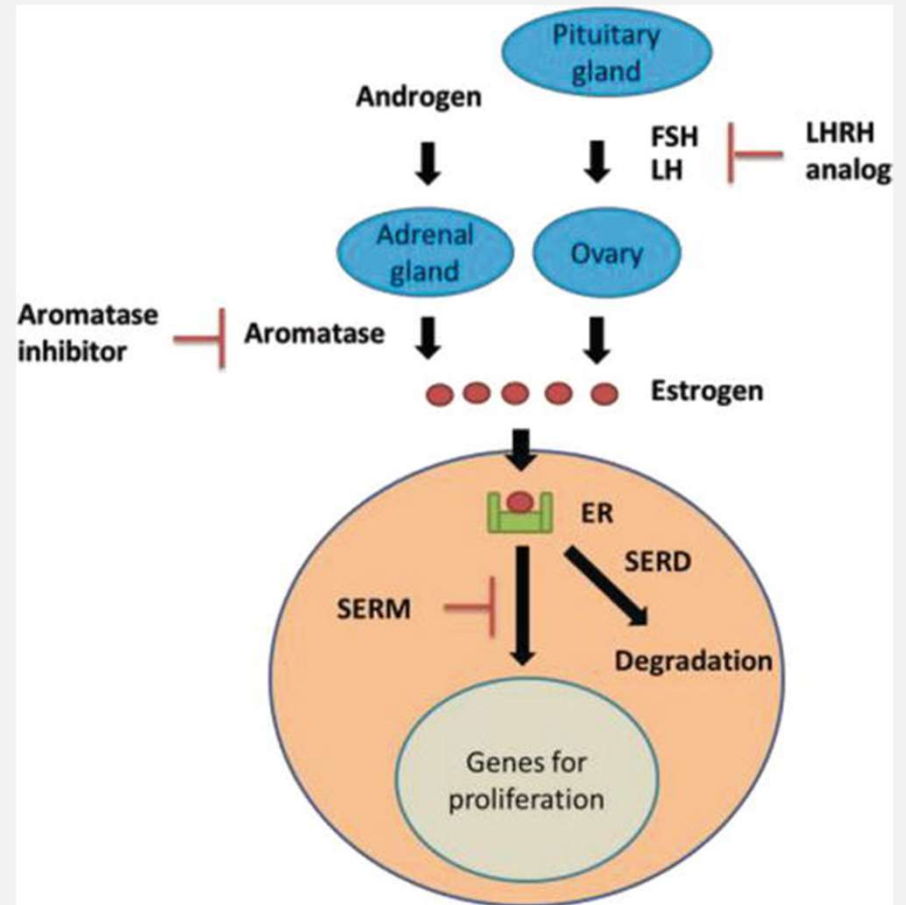 Pituitary
gland
Androgen
FSH
LH
LHRH
analog
Adrenal
gland
Ovary
Aromatase
inhibitor
Aromatase
Estrogen
ER
SERD
SERM
Degradation
Genes for
proliferation